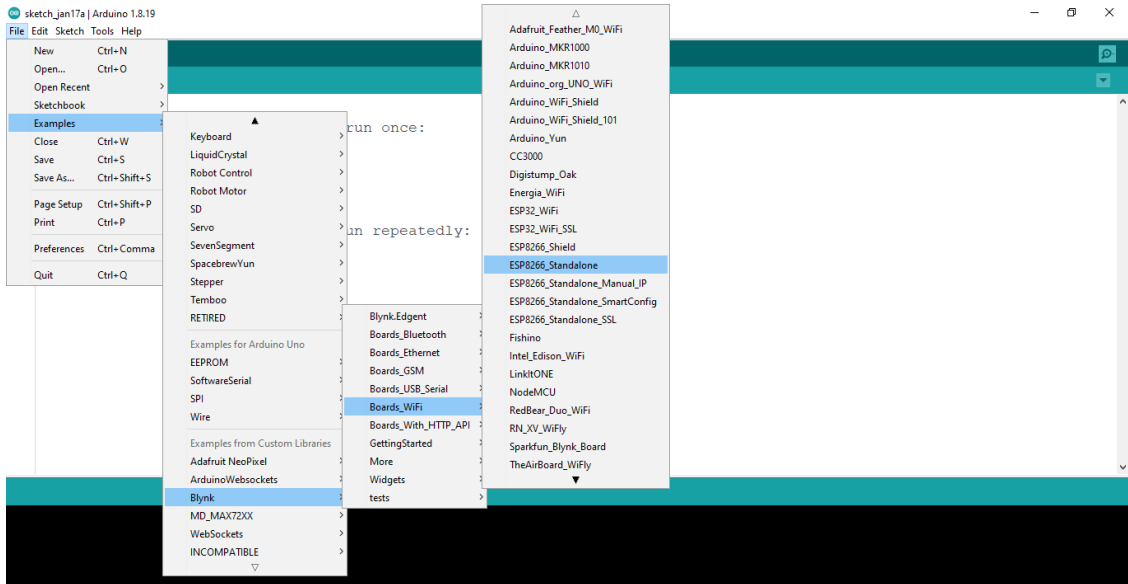 sketch_jan17a | Arduino 1.8.19
File Edit Sketch Tools Help
New Ctrl+N
Open... Ctrl+O
Open Recent
Sketchbook
Examples
Close Ctrl+W
Save Ctrl+S
Save As... Ctrl+Shift+S
Page Setup Ctrl+Shift+P
Print Ctrl+P
Preferences Ctrl+Comma
Quit Ctrl+Q
run once:
un repeatedly:
Keyboard
LiquidCrystal
Robot Control
Robot Motor
SD
Servo
SevenSegment
SpacebrewYun
Stepper
Temboo
RETIRED
Examples for Arduino Uno
EEPROM
SoftwareSerial
SPI
Wire
Examples from Custom Libraries
Adafruit NeoPixel
ArduinoWebsockets
Blynk
MD_MAX72XX
WebSockets
INCOMPATIBLE
Blynk.Edgent
Boards_Bluetooth
Boards_Ethernet
Boards_GSM
Boards_USB_Serial
Boards_WiFi
Boards_With_HTTP_API
GettingStarted
More
Widgets
tests
Adafruit_Feather_M0_WiFi
Arduino_MKR1000
Arduino_MKR1010
Arduino_org_UNO_WiFi
Arduino_WiFi_Shield
Arduino_WiFi_Shield_101
Arduino_Yun
CC3000
Digistump_Oak
Energia_WiFi
ESP32_WiFi
ESP32_WiFi_SSL
ESP8266_Shield
ESP8266_Standalone
ESP8266_Standalone_Manual_IP
ESP8266_Standalone_SmartConfig
ESP8266_Standalone_SSL
Fishino
Intel_Edison_WiFi
LinkItONE
NodeMCU
RedBear_Duo_WiFi
RN_XV_WiFly
Sparkfun_Blynk_Board
TheAirBoard_WiFly